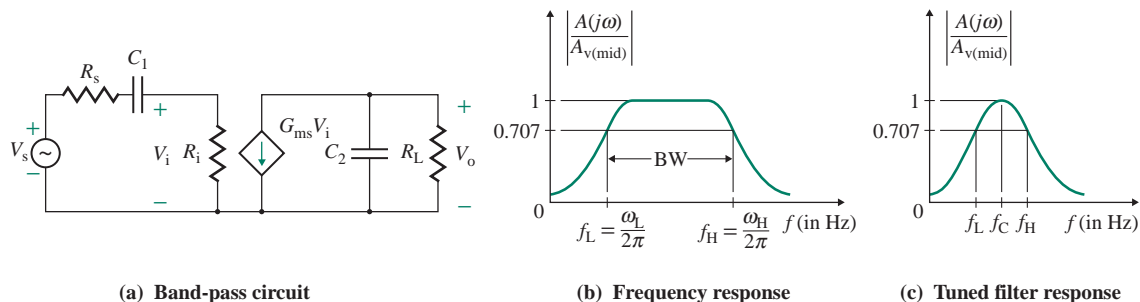 R_s
C_1
+
V_s
−
+
V_i
−
R_i
G_ms V_i
C_2
R_L
+
V_o
−
(a) Band-pass circuit
|A(jω)/A_v(mid)|
1
0.707
BW
0
f_L = ω_L/2π
f_H = ω_H/2π
f (in Hz)
(b) Frequency response
|A(jω)/A_v(mid)|
1
0.707
0
f_L f_C f_H
f (in Hz)
(c) Tuned filter response